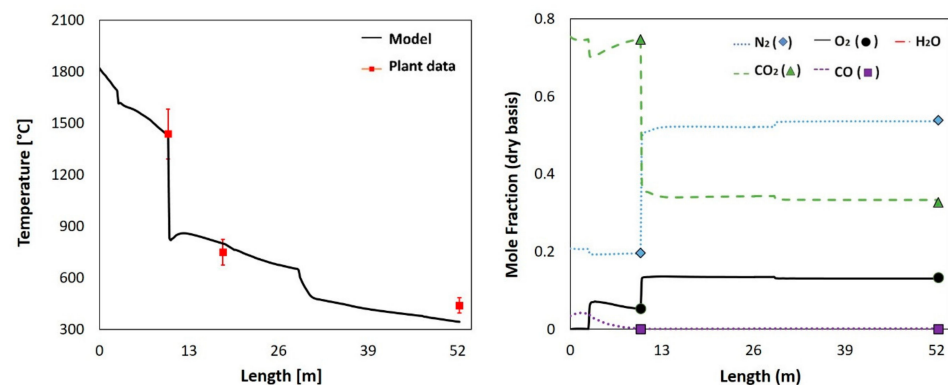 2100
1800
1500
1200
900
600
300
Temperature [°C]
Model
Plant data
0 13 26 39 52
Length [m]
0.8
0.6
0.4
0.2
0
Mole Fraction (dry basis)
N₂ (◆) O₂ (●) H₂O
CO₂ (▲) CO (■)
0 13 26 39 52
Length (m)